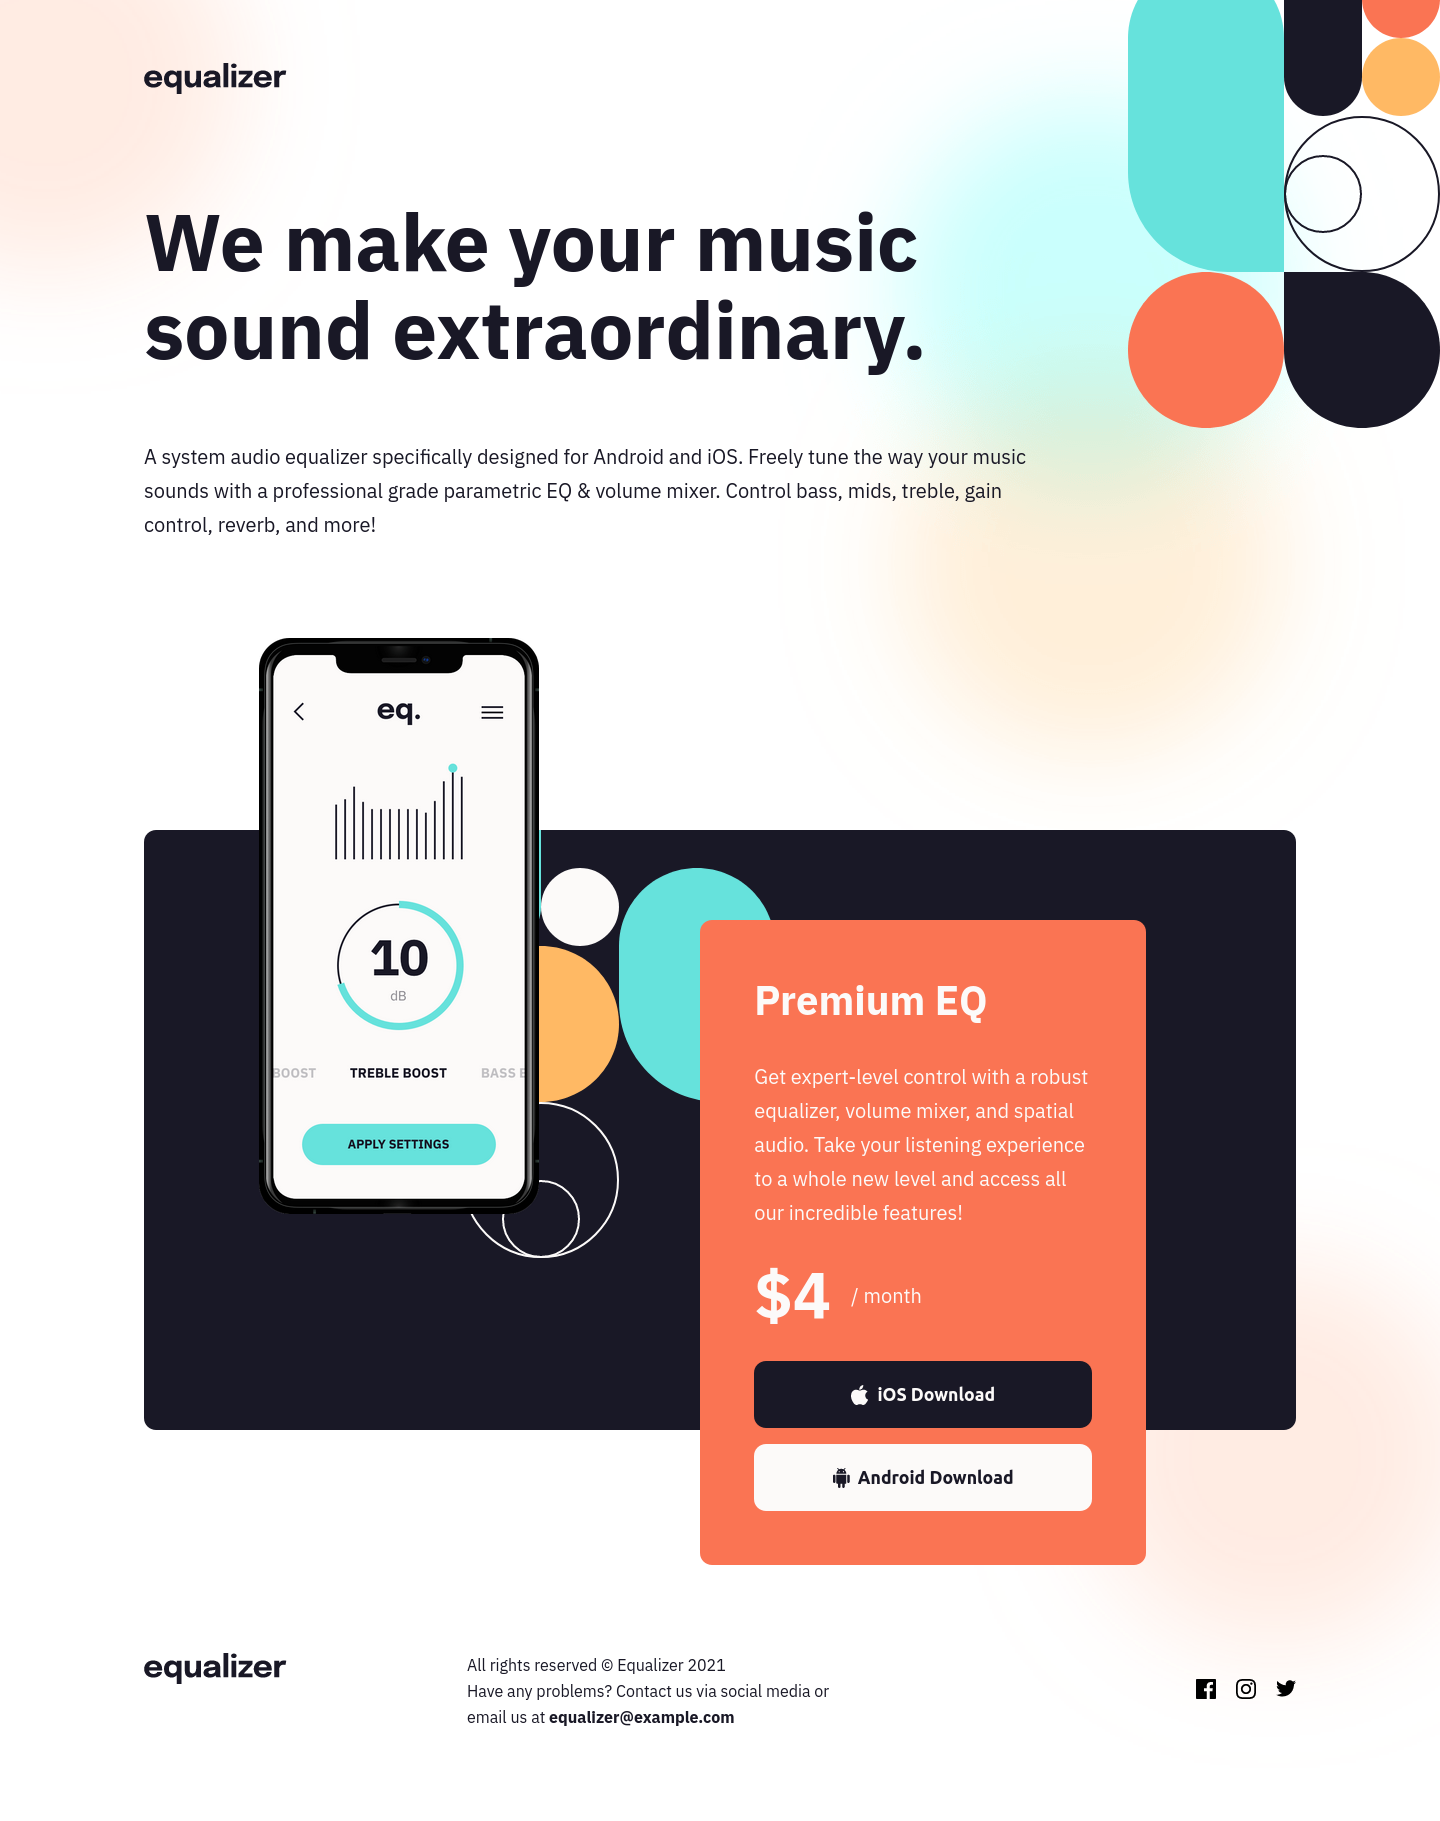 equalizer
We make your music
sound extraordinary.
A system audio equalizer specifically designed for Android and iOS. Freely tune the way your music
sounds with a professional grade parametric EQ & volume mixer. Control bass, mids, treble, gain
control, reverb, and more!
eq.
10
dB
BOOST TREBLE BOOST BASS B
APPLY SETTINGS
Premium EQ
Get expert-level control with a robust
equalizer, volume mixer, and spatial
audio. Take your listening experience
to a whole new level and access all
our incredible features!
$4 / month
iOS Download
Android Download
equalizer
All rights reserved © Equalizer 2021
Have any problems? Contact us via social media or
email us at equalizer@example.com